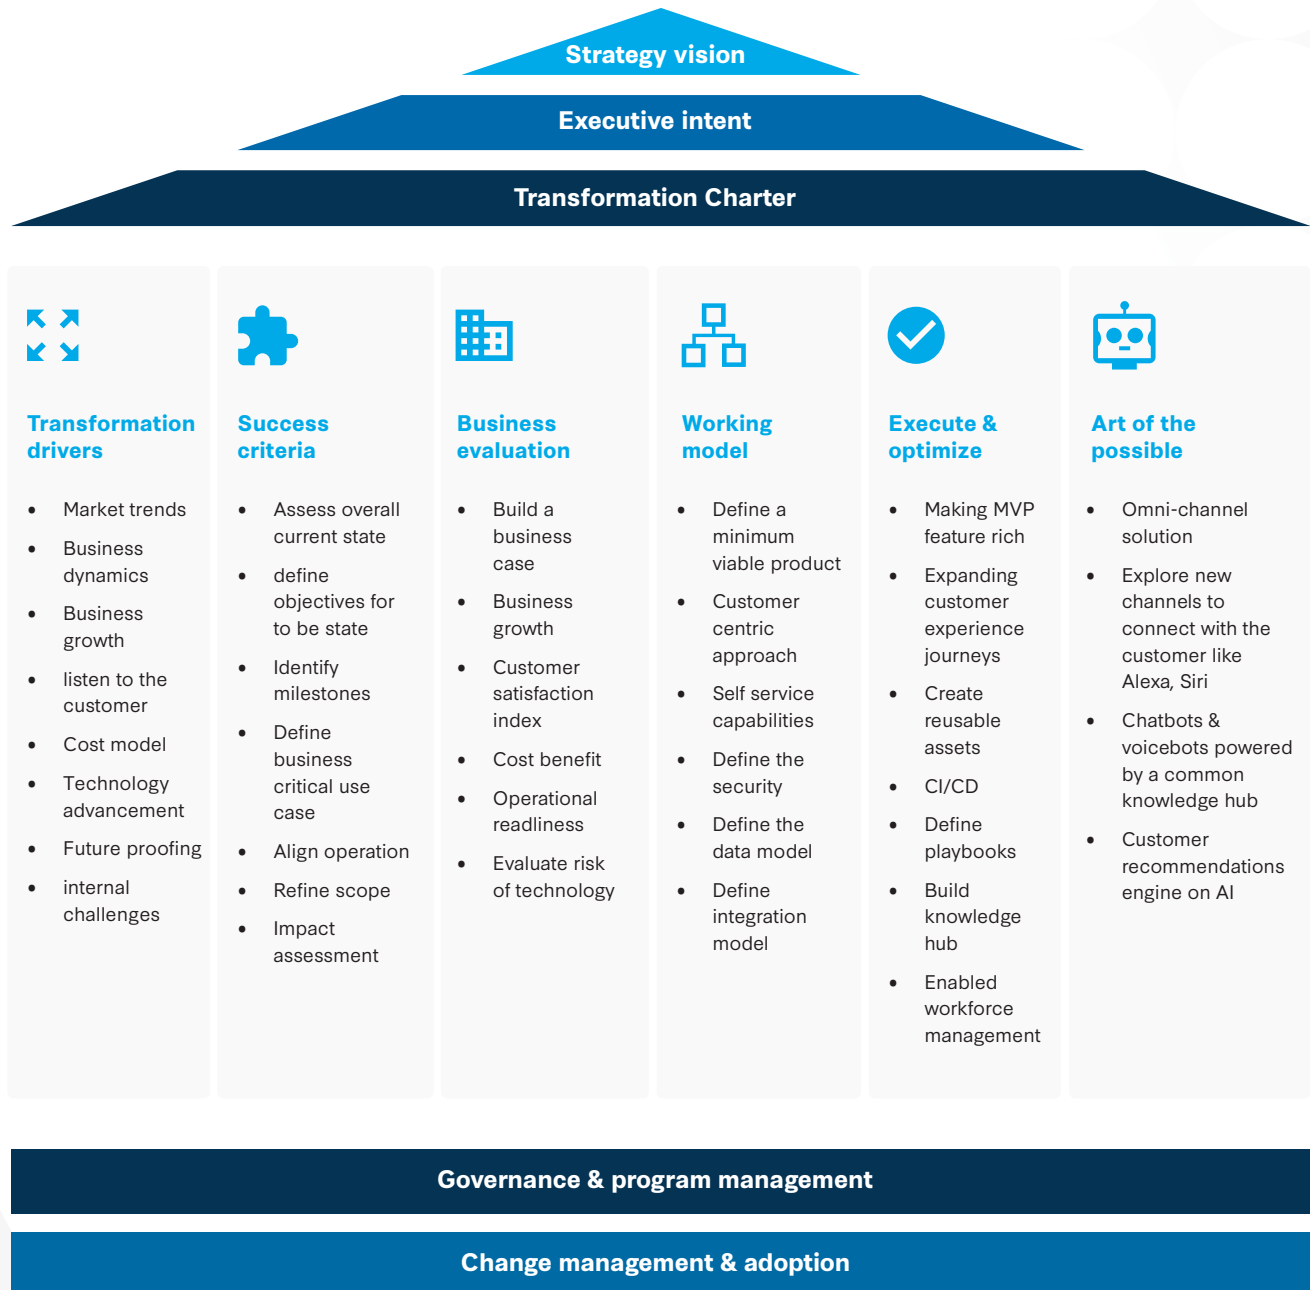 Strategy vision
Executive intent
Transformation Charter
Transformation
drivers
• Market trends
• Business
dynamics
• Business
growth
• listen to the
customer
• Cost model
• Technology
advancement
• Future proofing
• internal
challenges
Success
criteria
• Assess overall
current state
• define
objectives for
to be state
• Identify
milestones
• Define
business
critical use
case
• Align operation
• Refine scope
• Impact
assessment
Business
evaluation
• Build a
business
case
• Business
growth
• Customer
satisfaction
index
• Cost benefit
• Operational
readliness
• Evaluate risk
of technology
Working
model
• Define a
minimum
viable product
• Customer
centric
approach
• Self service
capabilities
• Define the
security
• Define the
data model
• Define
integration
model
Execute &
optimize
• Making MVP
feature rich
• Expanding
customer
experience
journeys
• Create
reusable
assets
• CI/CD
• Define
playbooks
• Build
knowledge
hub
• Enabled
workforce
management
Art of the
possible
• Omni-channel
solution
• Explore new
channels to
connect with the
customer like
Alexa, Siri
• Chatbots &
voicebots powered
by a common
knowledge hub
• Customer
recommendations
engine on AI
Governance & program management
Change management & adoption